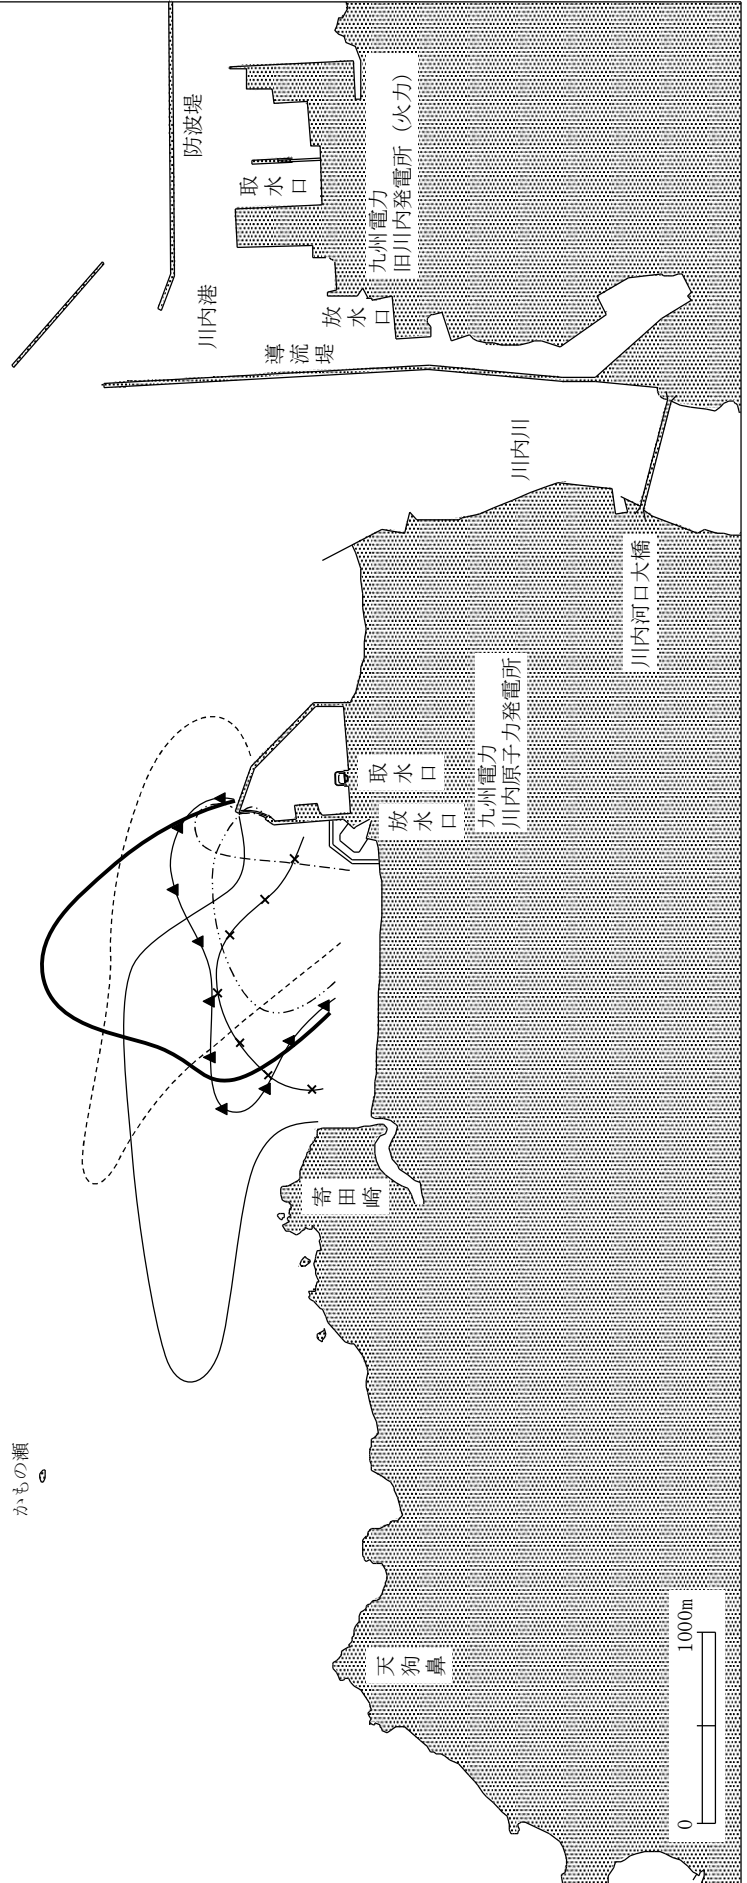 防波堤
取水口
九州電力
旧川内発電所（火力）
川内港
放水口
導流堤
川内川
川内河口大橋
九州電力
川内原子力発電所
取水口
放水口
寄田崎
かもの瀬
天狗鼻
0 1000m